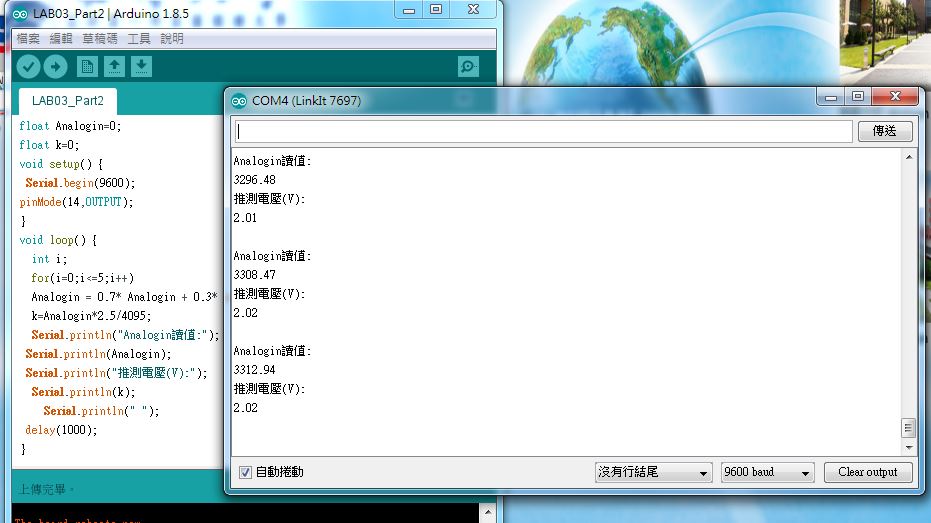 LAB03_Part2 | Arduino 1.8.5
檔案 編輯 草稿碼 工具 說明
LAB03_Part2
float Analogin=0;
float k=0;
void setup() {
Serial.begin(9600);
pinMode(14,OUTPUT);
}
void loop() {
int i;
for(i=0;i<=5;i++)
Analogin = 0.7* Analogin + 0.3*
k=Analogin*2.5/4095;
Serial.println("Analogin讀值:");
Serial.println(Analogin);
Serial.println("推測電壓(V):");
Serial.println(k);
Serial.println(" ");
delay(1000);
}
上傳完畢。
COM4 (LinkIt 7697)
傳送
Analogin讀值:
3296.48
推測電壓(V):
2.01
Analogin讀值:
3308.47
推測電壓(V):
2.02
Analogin讀值:
3312.94
推測電壓(V):
2.02
自動捲動
沒有行結尾
9600 baud
Clear output